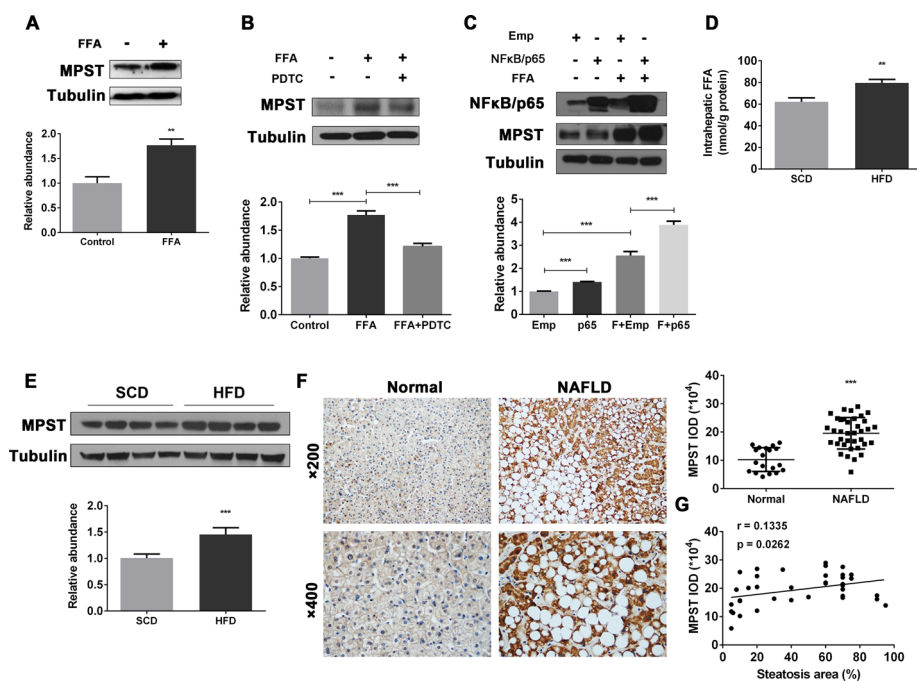 A
FFA - +
MPST
Tubulin
Relative abundance
2.0
1.5
1.0
0.5
0.0
**
Control FFA
B
FFA - + +
PDTC - +
MPST
Tubulin
Relative abundance
2.5
2.0
1.5
1.0
0.5
0.0
*** ***
Control FFA FFA+PDTC
C
Emp + +
NFκB/p65 + +
FFA + +
NFκB/p65
MPST
Tubulin
Relative abundance
5
4
3
2
1
0
***
***
***
Emp p65 F+Emp F+p65
D
Intrahepatic FFA
(nmol/g protein)
100
80
60
40
20
0
**
SCD HFD
E
SCD HFD
MPST
Tubulin
Relative abundance
2.0
1.5
1.0
0.5
0.0
***
SCD HFD
F
Normal NAFLD
×200
×400
MPST IOD (*10^4)
40
30
20
10
0
***
Normal NAFLD
G
r = 0.1335
p = 0.0262
MPST IOD (*10^4)
40
30
20
10
0
0 20 40 60 80 100
Steatosis area (%)